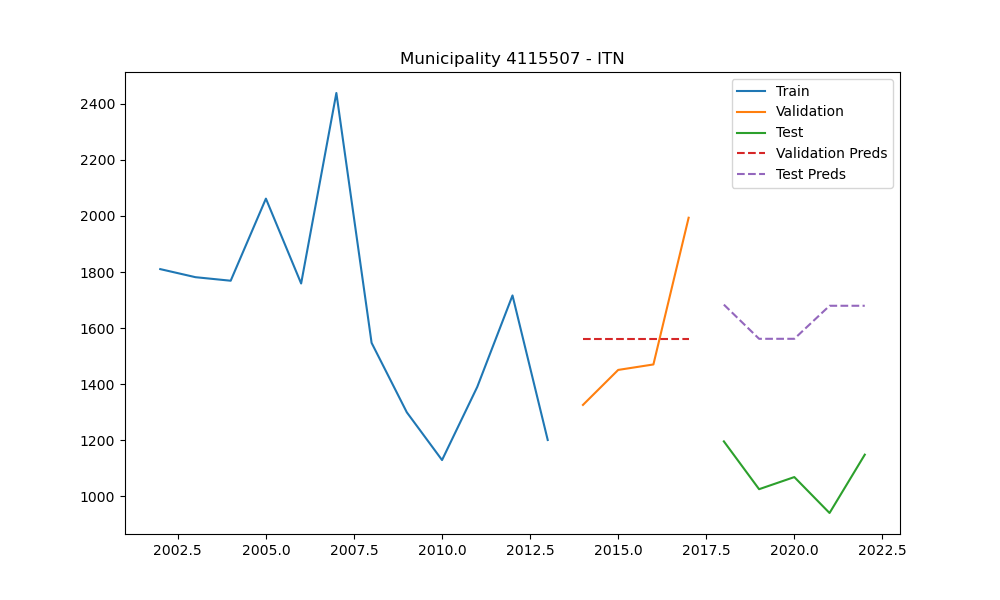 Municipality 4115507 - ITN
Train
Validation
Test
Validation Preds
Test Preds
2400
2200
2000
1800
1600
1400
1200
1000
2002.5 2005.0 2007.5 2010.0 2012.5 2015.0 2017.5 2020.0 2022.5